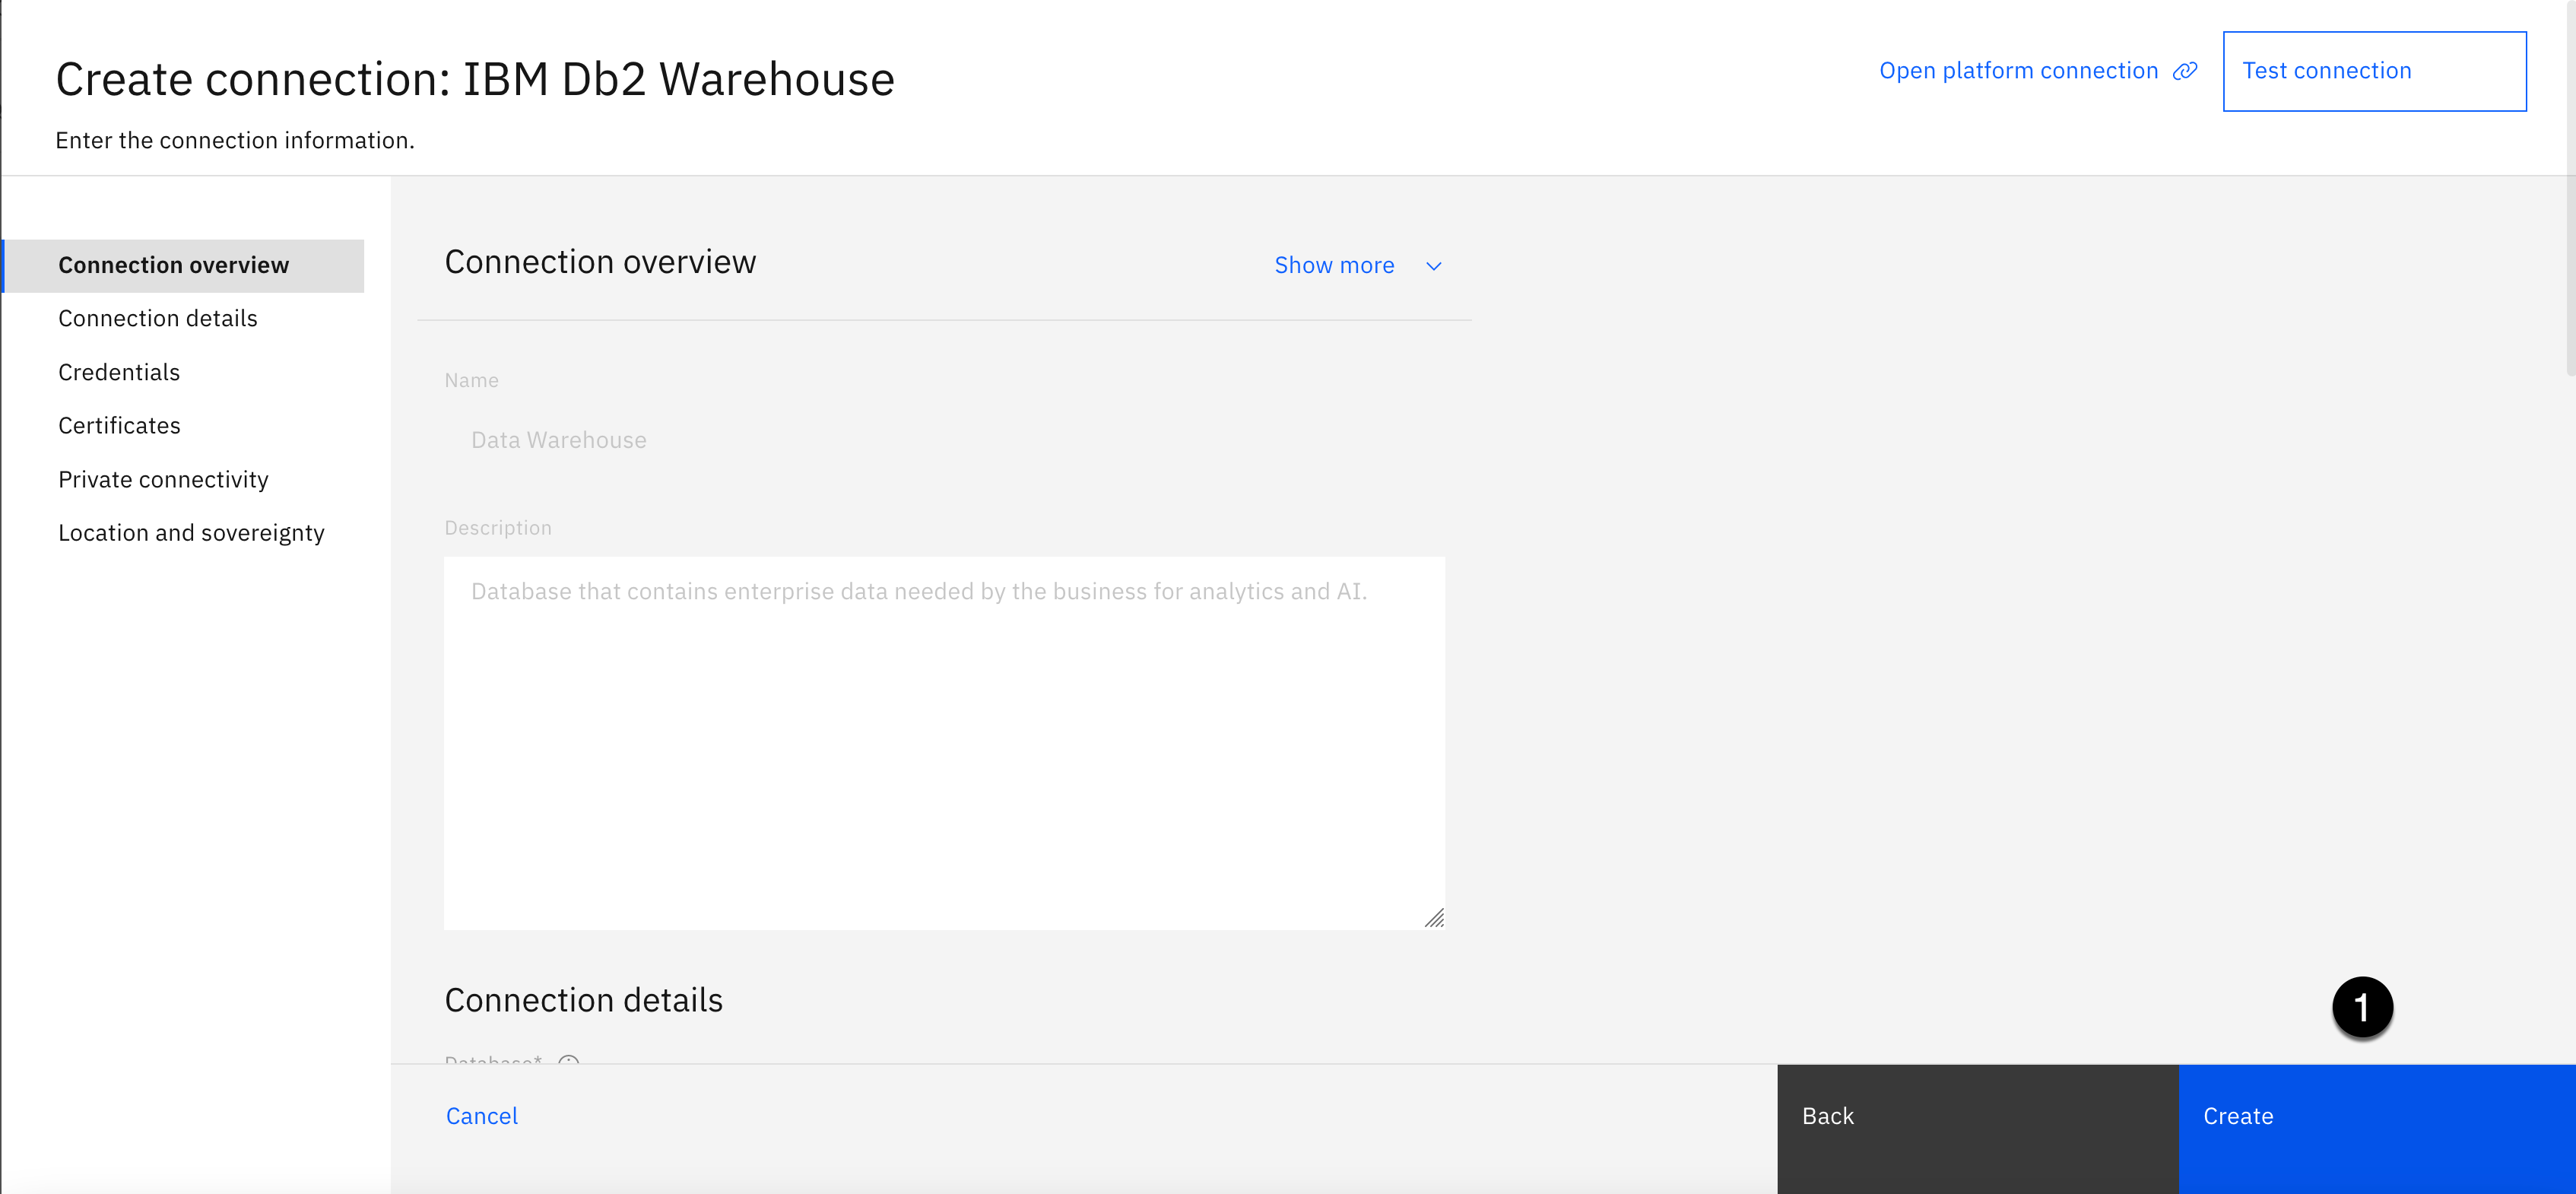 Create connection: IBM Db2 Warehouse
Enter the connection information.
Open platform connection
Test connection
Connection overview
Connection details
Credentials
Certificates
Private connectivity
Location and sovereignty
Connection overview
Show more
Name
Data Warehouse
Description
Database that contains enterprise data needed by the business for analytics and AI.
Connection details
Database*
1
Cancel
Back
Create